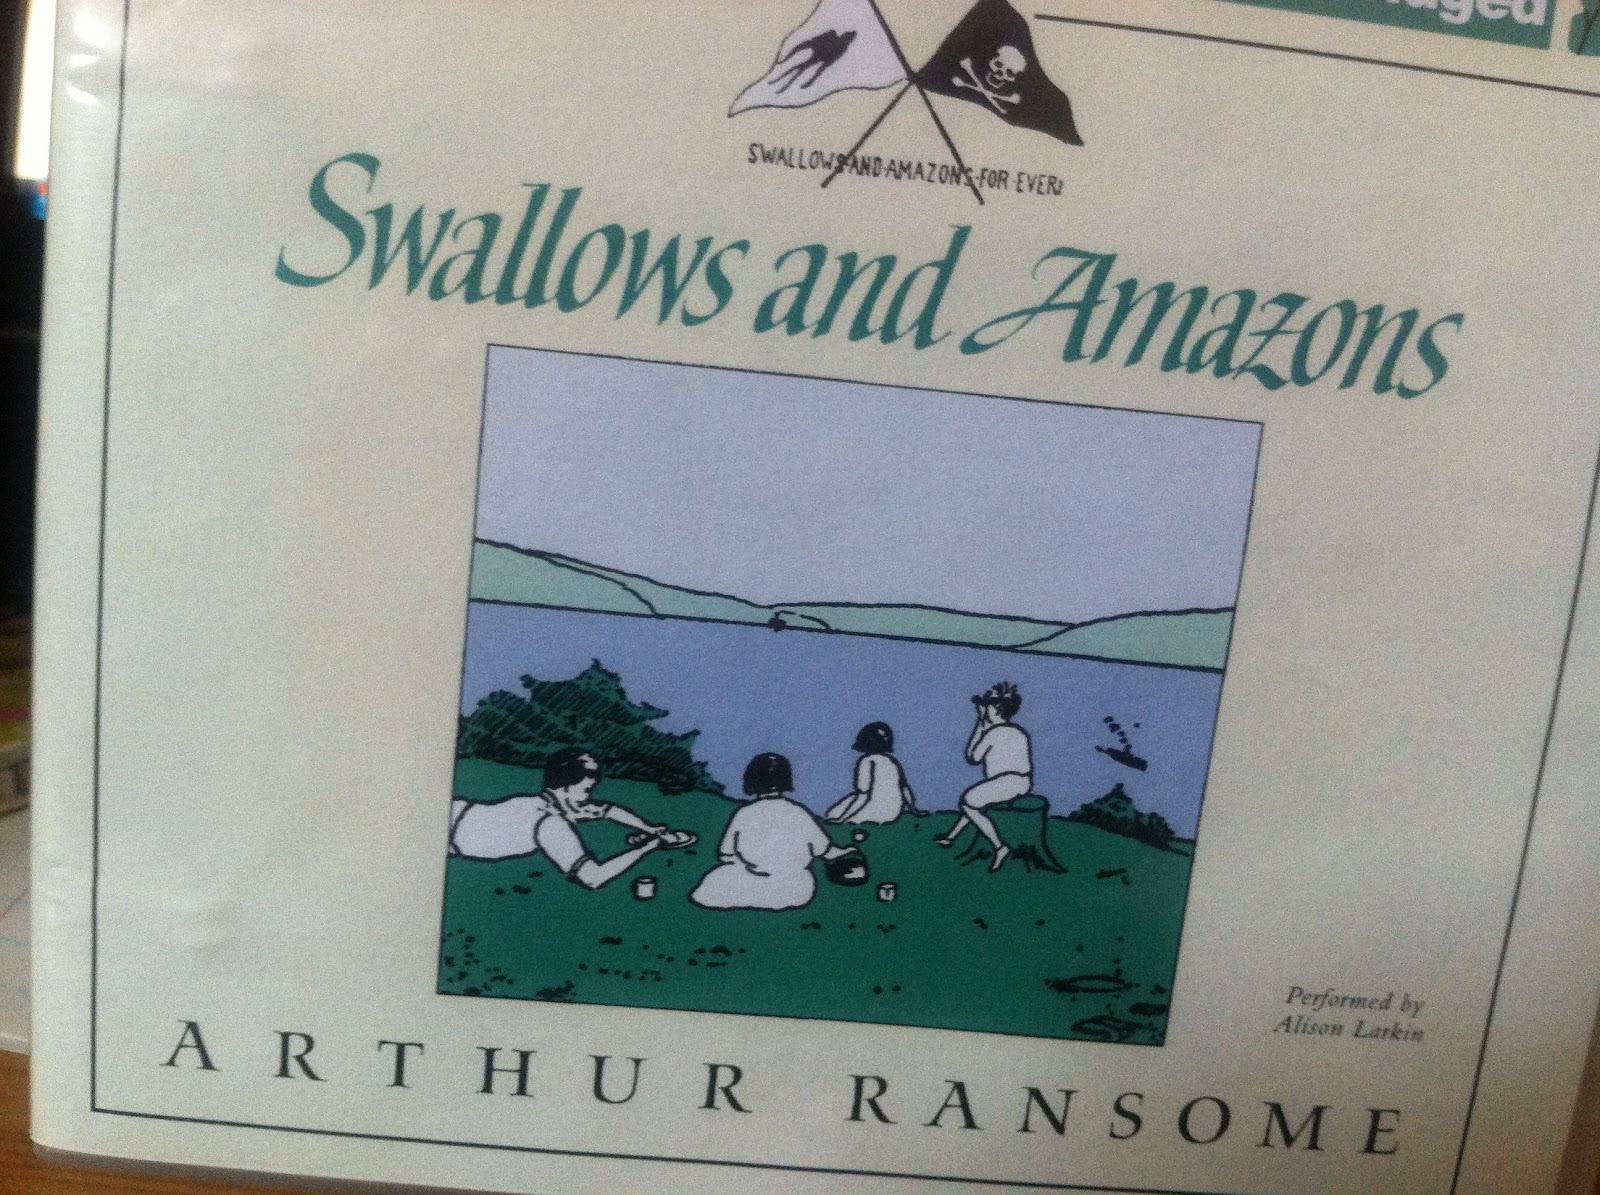 SWALLOWS·AND·AMAZONS·FOR·EVER!
Swallows and Amazons
Performed by
Alison Larkin
ARTHUR RANSOME